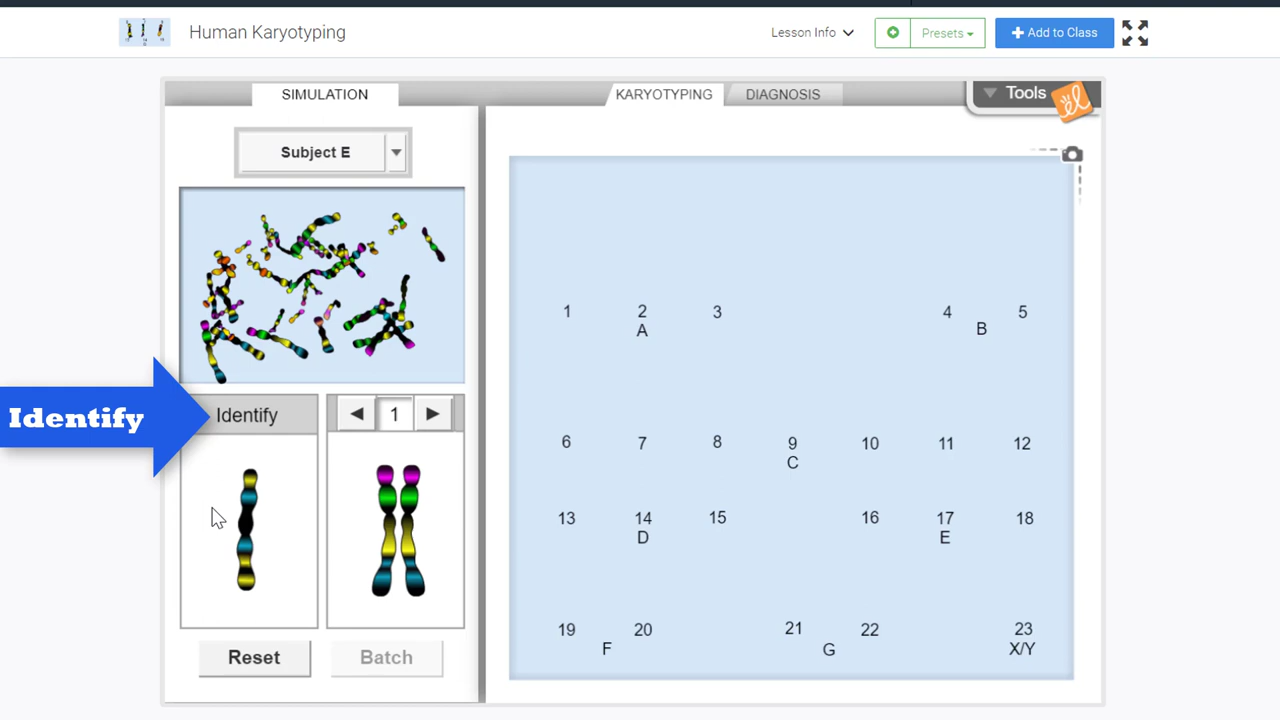 Human Karyotyping
Lesson Info
Presets
Add to Class
SIMULATION
KARYOTYPING
DIAGNOSIS
Tools
Subject E
Identify
Identify
1
Reset
Batch
1 2 3 4 5
A B
6 7 8 9 10 11 12
C
13 14 15 16 17 18
D E
19 20 21 22 23
F G X/Y